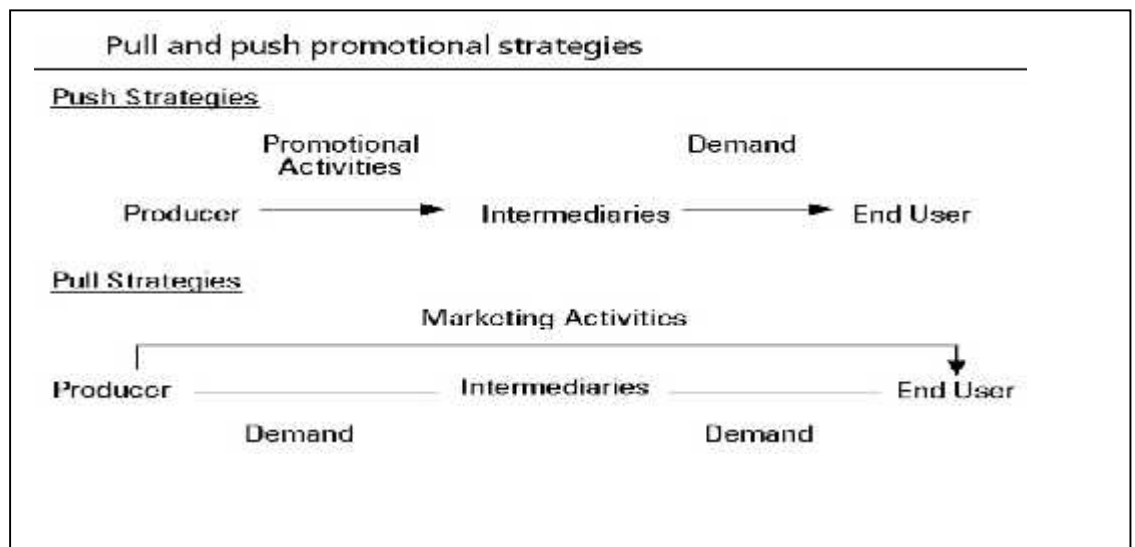 Pull and push promotional strategies
Push Strategies
Promotional Activities
Demand
Producer
Intermediaries
End User
Pull Strategies
Marketing Activities
Producer
Intermediaries
End User
Demand
Demand